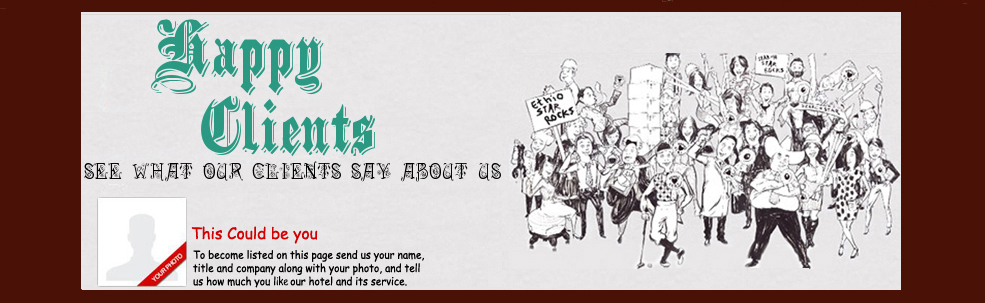 Happy
Clients
SEE WHAT OUR CLIENTS SAY ABOUT US
EtHio
STAR
ROCKS
STAR
ROCKS
This Could be you
To become listed on this page send us your name,
title and company along with your photo, and tell
us how much you like our hotel and its service.
YOUR PHOTO